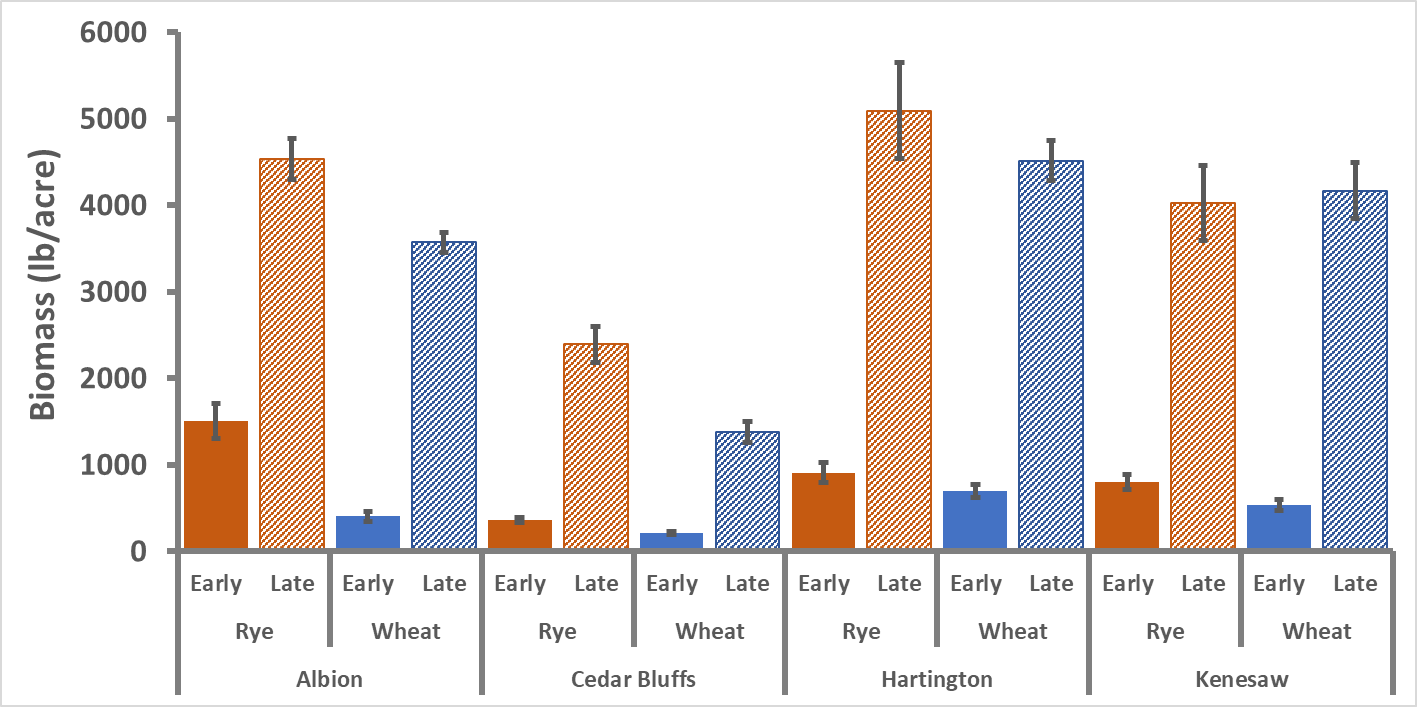 6000
5000
4000
3000
2000
1000
0
Biomass (lb/acre)
Early Late Early Late Early Late Early Late Early Late Early Late Early Late Early Late
Rye Wheat Rye Wheat Rye Wheat Rye Wheat
Albion Cedar Bluffs Hartington Kenesaw